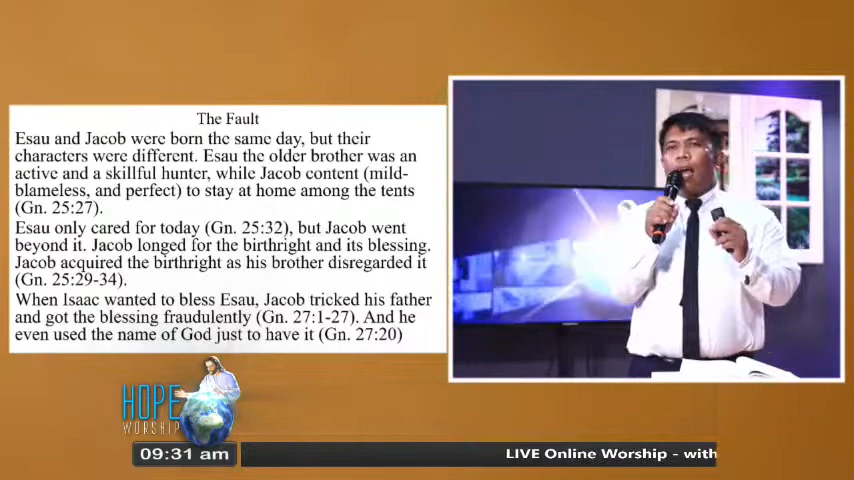 The Fault
Esau and Jacob were born the same day, but their
characters were different. Esau the older brother was an
active and a skillful hunter, while Jacob content (mild-
blameless, and perfect) to stay at home among the tents
(Gn. 25:27).
Esau only cared for today (Gn. 25:32), but Jacob went
beyond it. Jacob longed for the birthright and its blessing.
Jacob acquired the birthright as his brother disregarded it
(Gn. 25:29-34).
When Isaac wanted to bless Esau, Jacob tricked his father
and got the blessing fraudulently (Gn. 27:1-27). And he
even used the name of God just to have it (Gn. 27:20)
HOPE
WORSHIP
09:31 am
LIVE Online Worship - with